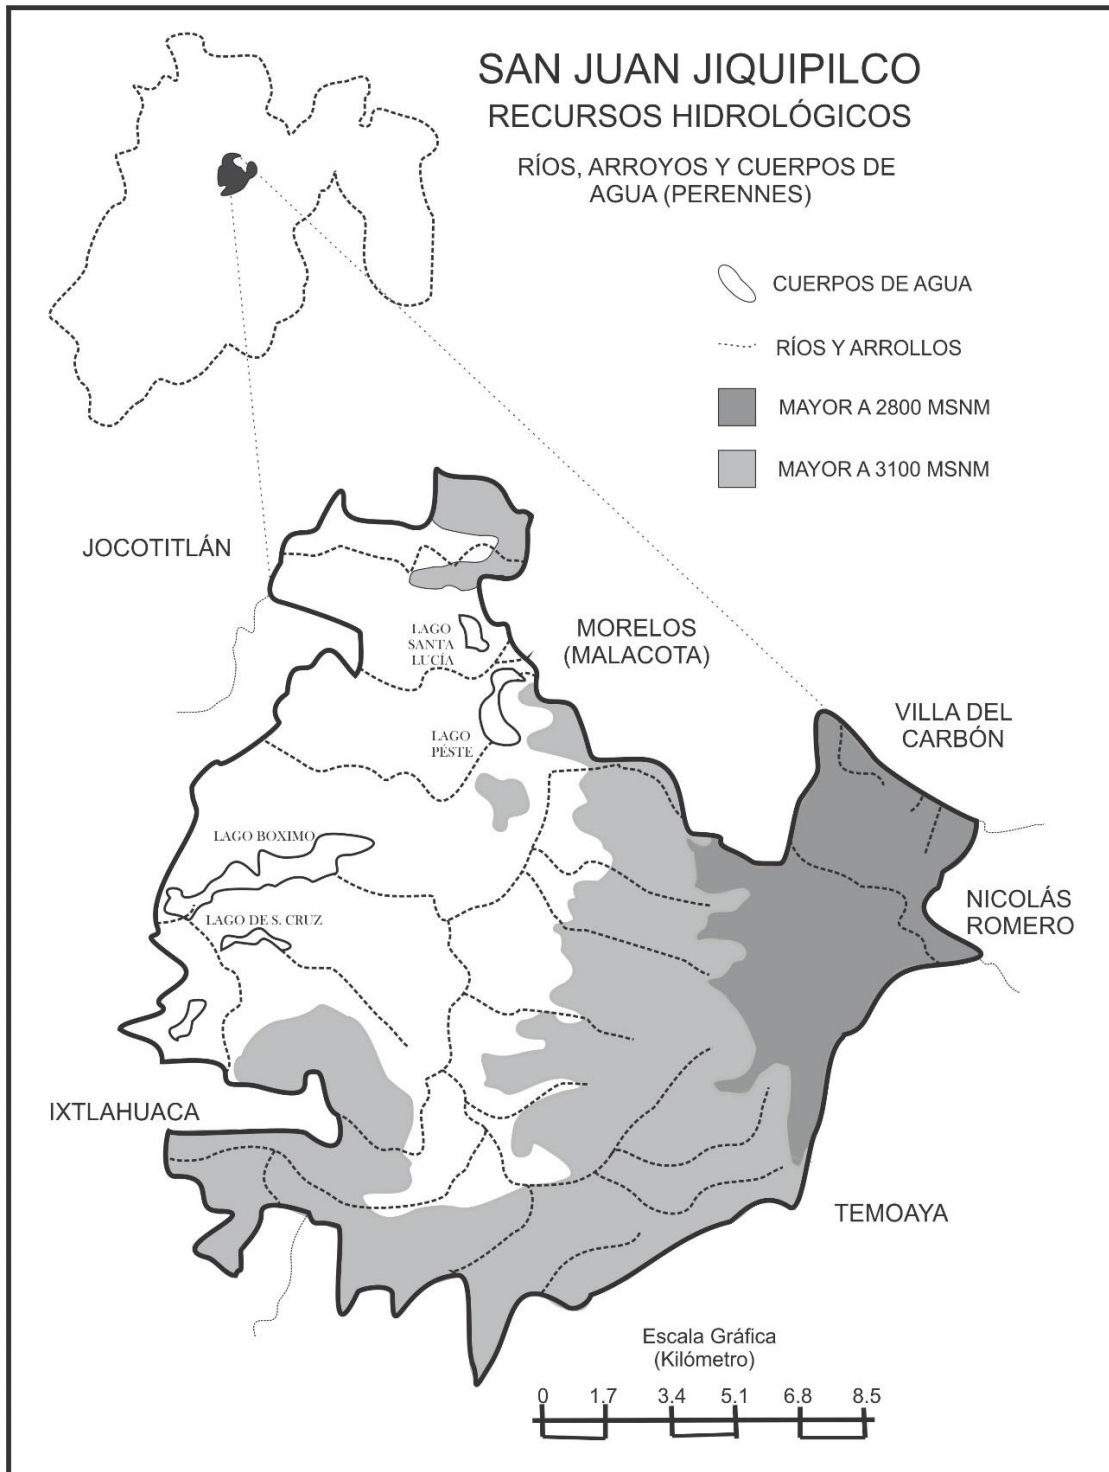 SAN JUAN JIQUIPILCO
RECURSOS HIDROLÓGICOS
RÍOS, ARROYOS Y CUERPOS DE
AGUA (PERENNES)
CUERPOS DE AGUA
RÍOS Y ARROLLOS
MAYOR A 2800 MSNM
MAYOR A 3100 MSNM
JOCOTITLÁN
LAGO
SANTA
LUCÍA
MORELOS
(MALACOTA)
VILLA DEL
CARBÓN
LAGO
PÉSTE
LAGO BOXIMO
LAGO DE S. CRUZ
NICOLÁS
ROMERO
IXTLAHUACA
TEMOAYA
Escala Gráfica
(Kilómetro)
0 1.7 3.4 5.1 6.8 8.5